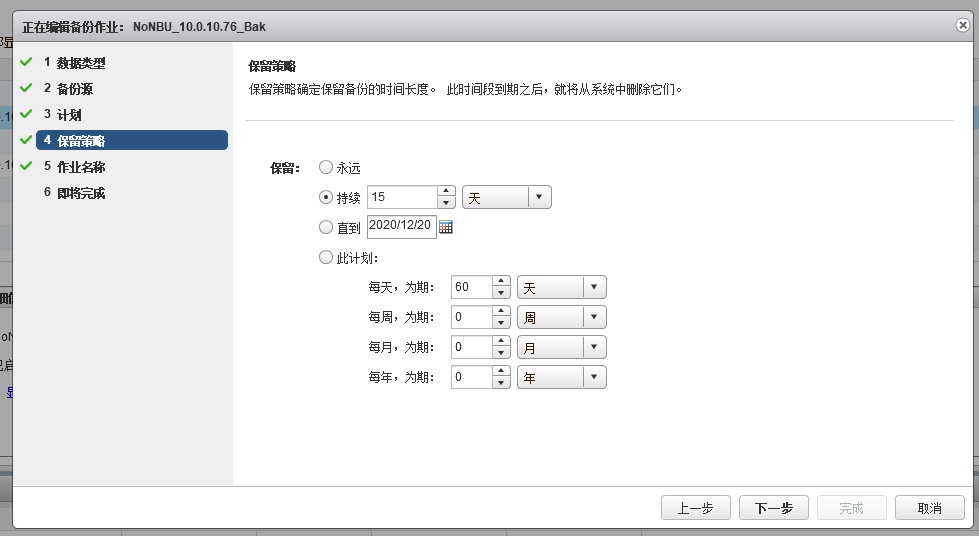 正在编辑备份作业: NoNBU_10.0.10.76_Bak
1 数据类型
2 备份源
3 计划
4 保留策略
5 作业名称
6 即将完成
保留策略
保留策略确定保留备份的时间长度。 此时间段到期之后，就将从系统中删除它们。
保留:
永远
持续 15 天
直到 2020/12/20
此计划:
每天，为期: 60 天
每周，为期: 0 周
每月，为期: 0 月
每年，为期: 0 年
上一步 下一步 完成 取消